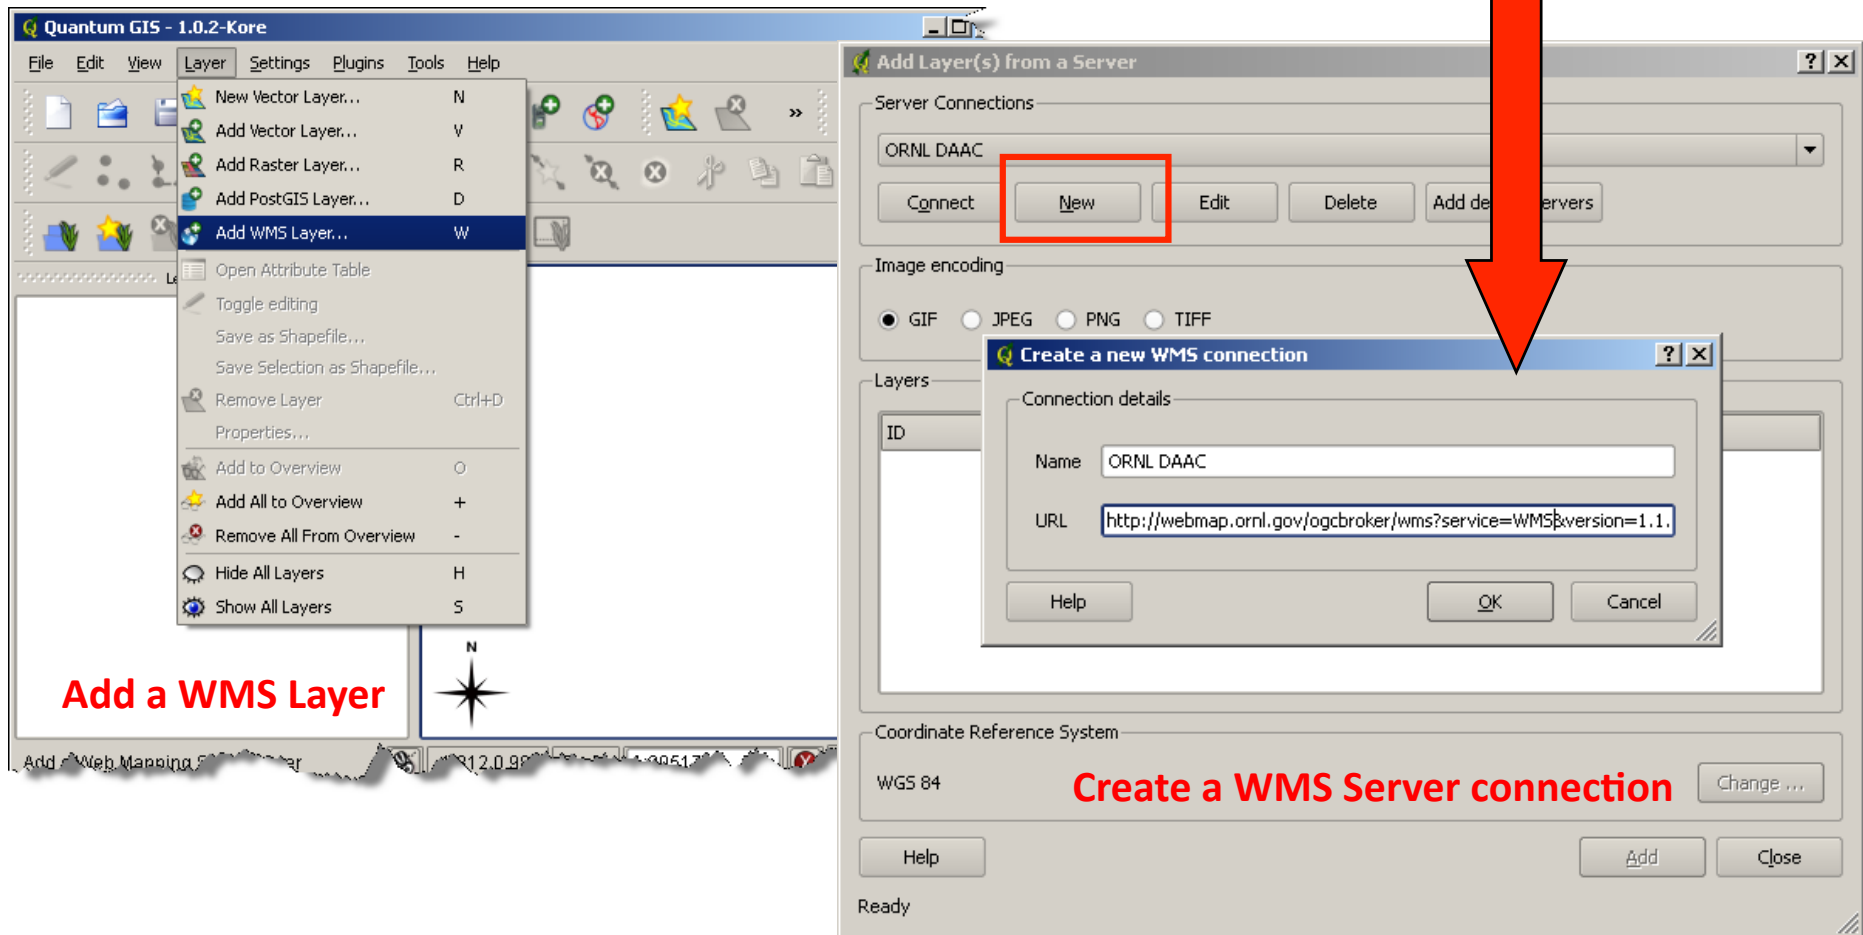 Quantum GIS - 1.0.2-Kore
File Edit View Layer Settings Plugins Tools Help
New Vector Layer... N
Add Vector Layer... V
Add Raster Layer... R
Add PostGIS Layer... D
Add WMS Layer... W
Open Attribute Table
Toggle editing
Save as Shapefile...
Save Selection as Shapefile...
Remove Layer Ctrl+D
Properties...
Add to Overview O
Add All to Overview +
Remove All From Overview -
Hide All Layers H
Show All Layers S
N
Add a WMS Layer
Web Mapping
Add Layer(s) from a Server
Server Connections
ORNL DAAC
Connect New Edit Delete Add
Image encoding
GIF JPEG PNG TIFF
Layers
ID
Create a new WMS connection
Connection details
Name ORNL DAAC
URL http://webmap.ornl.gov/ogcbroker/wms?service=WMS&version=1.1.
Help OK Cancel
Coordinate Reference System
WGS 84
Create a WMS Server connection
Change ...
Help Add Close
Ready